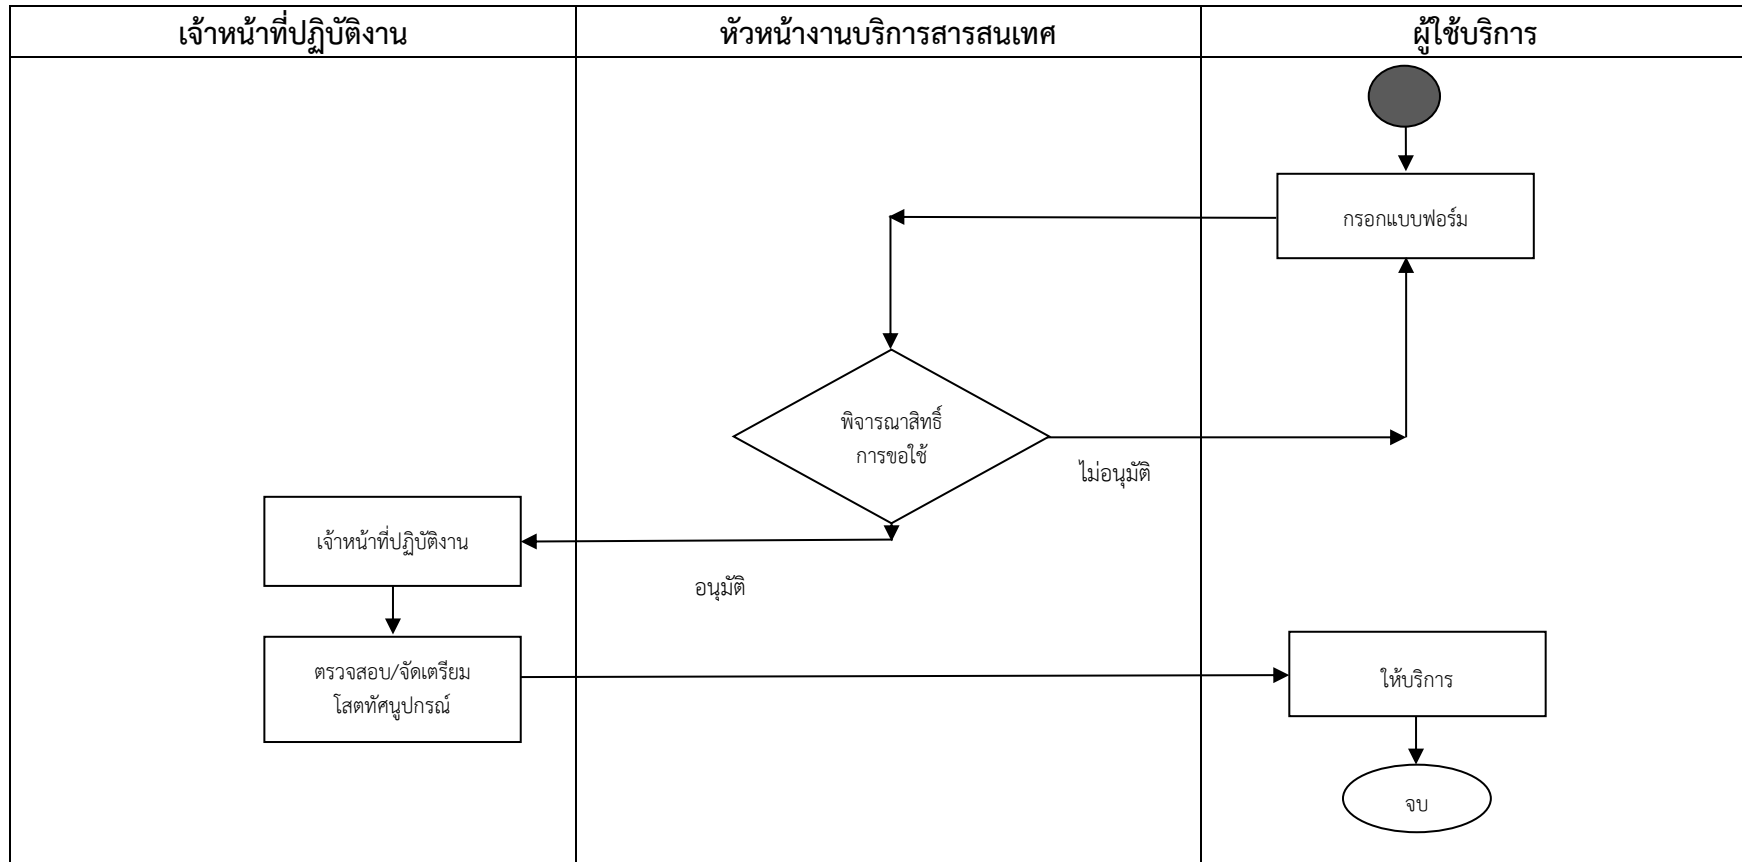 เจ้าหน้าที่ปฏิบัติงาน
หัวหน้างานบริการสารสนเทศ
ผู้ใช้บริการ
กรอกแบบฟอร์ม
พิจารณาสิทธิ์
การขอใช้
ไม่อนุมัติ
เจ้าหน้าที่ปฏิบัติงาน
อนุมัติ
ตรวจสอบ/จัดเตรียม
โสตทัศนูปกรณ์
ให้บริการ
จบ